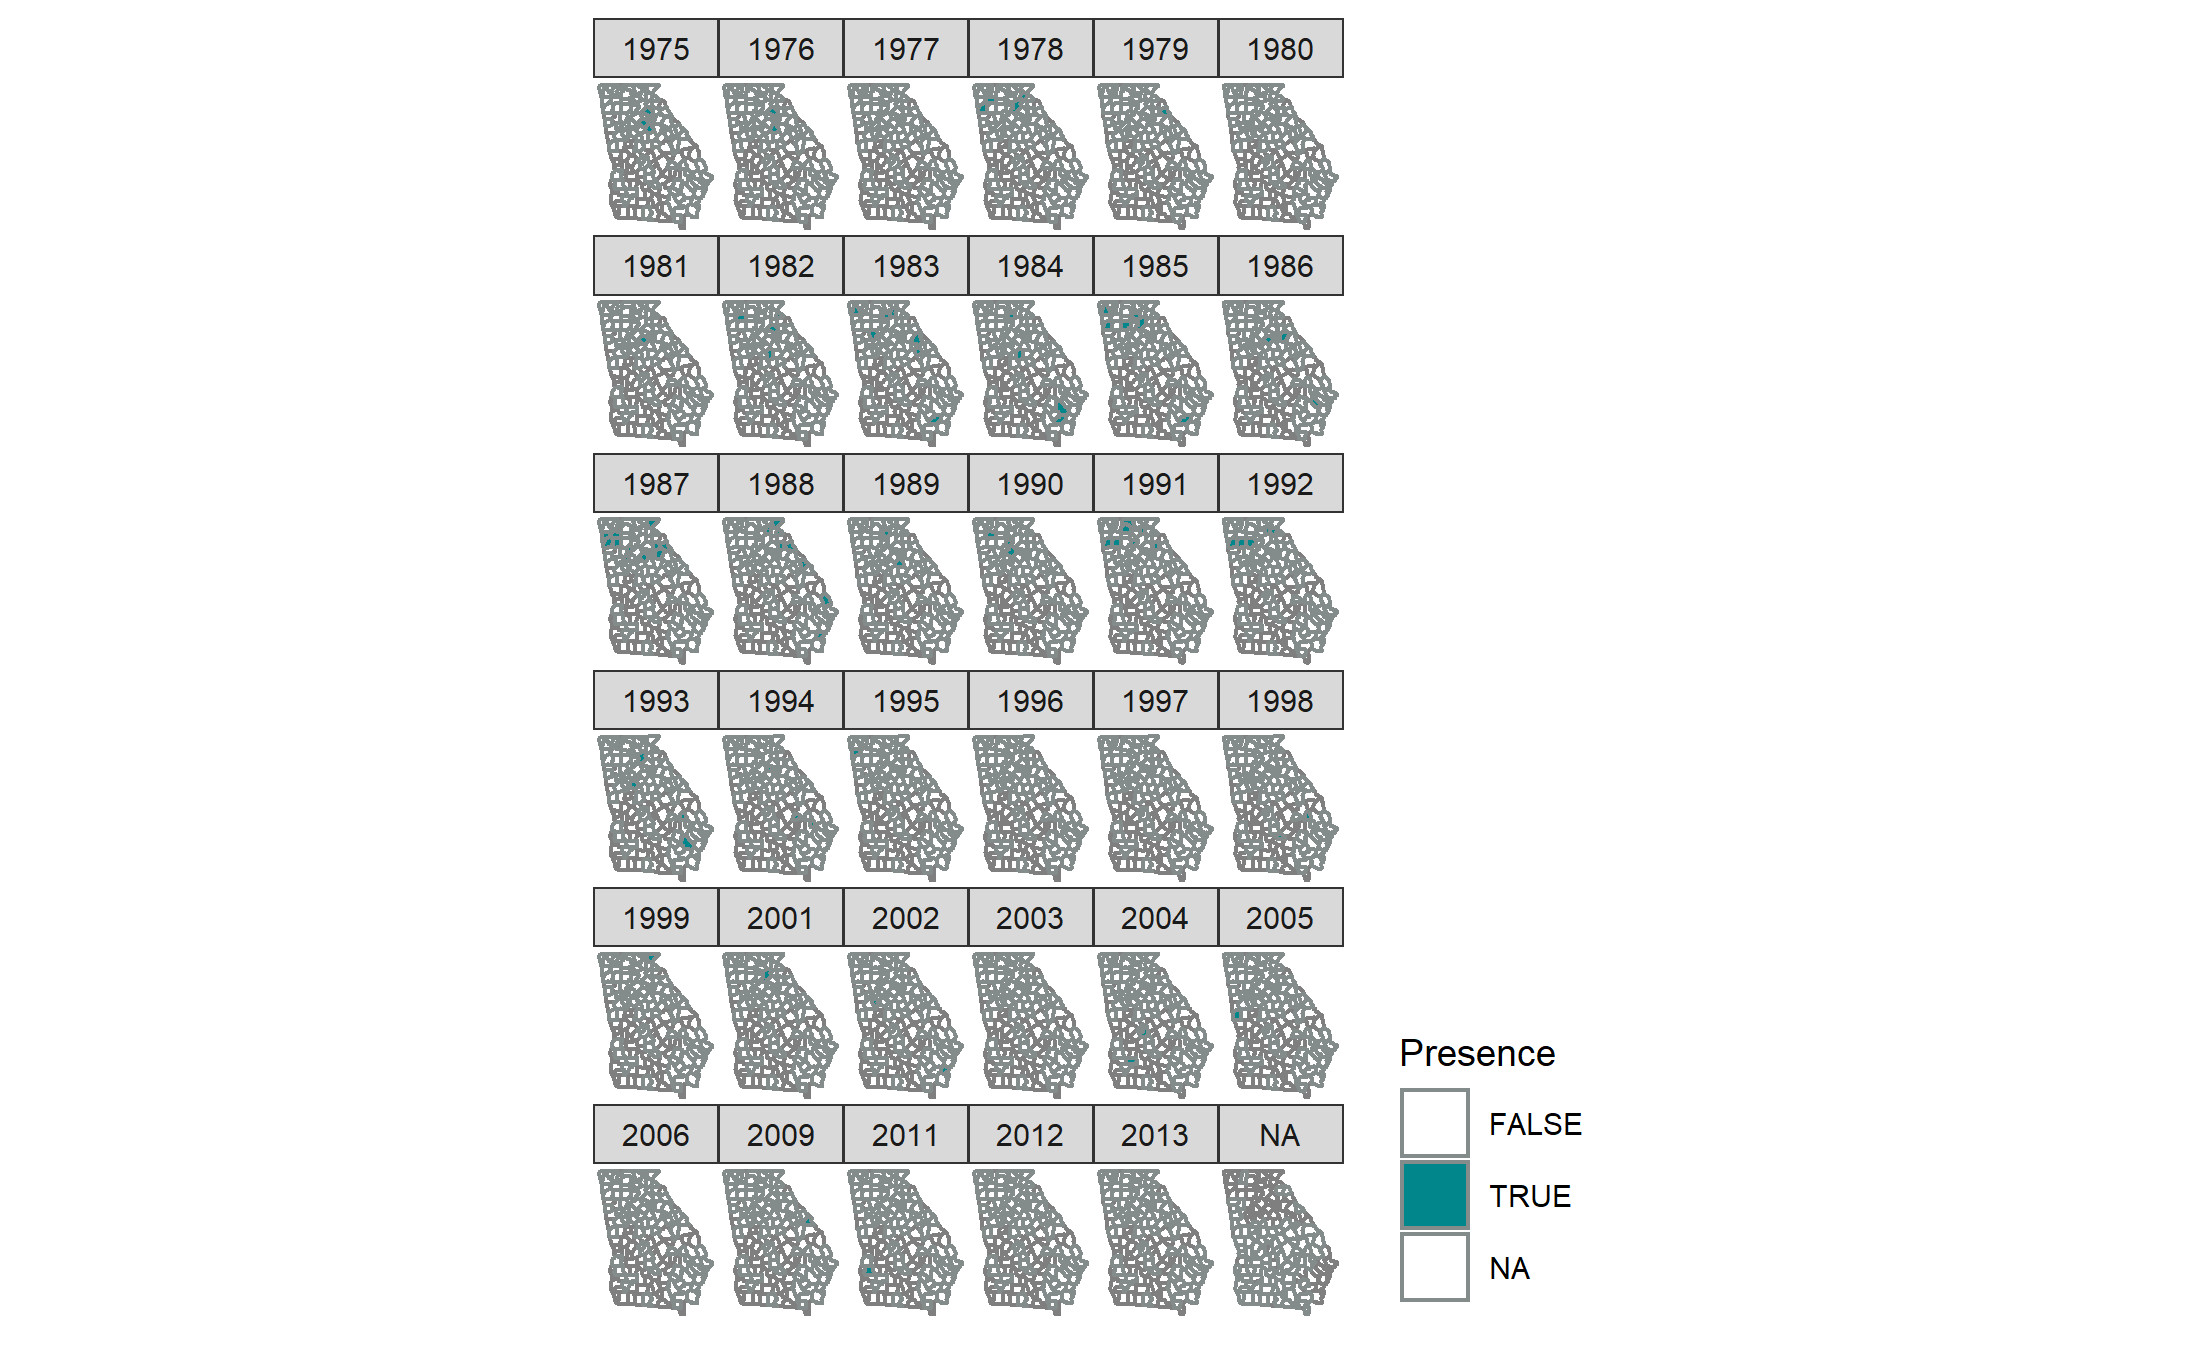 1975 1976 1977 1978 1979 1980
1981 1982 1983 1984 1985 1986
1987 1988 1989 1990 1991 1992
1993 1994 1995 1996 1997 1998
1999 2001 2002 2003 2004 2005
2006 2009 2011 2012 2013 NA
Presence
FALSE
TRUE
NA